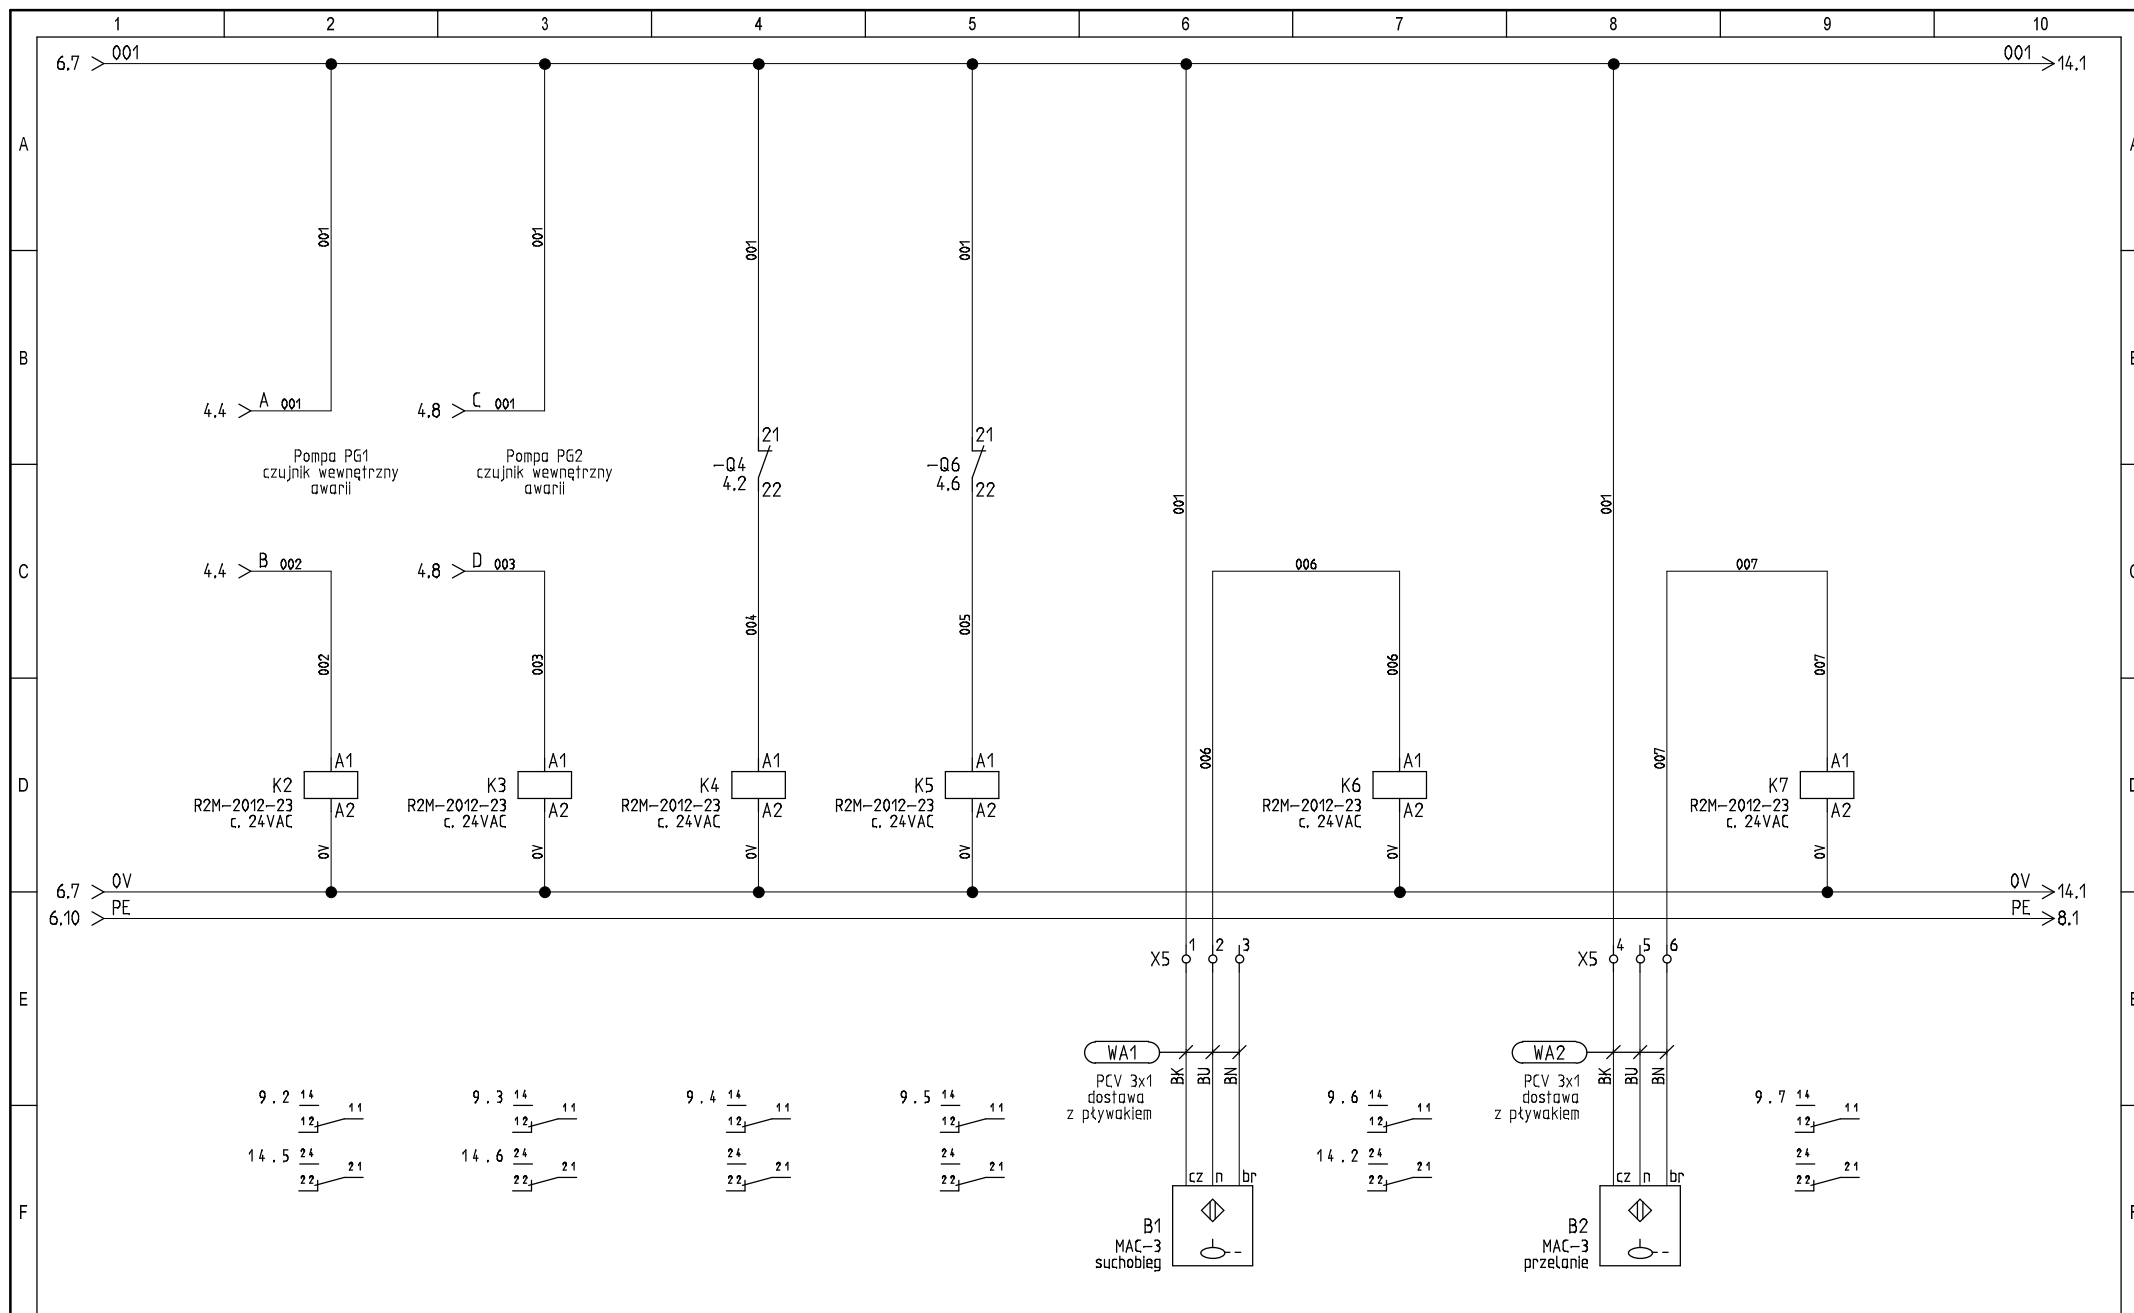 1 2 3 4 5 6 7 8 9 10
6.7 001 001 14.1
A A
001 001 001 001
B
4.4 A 001 4.8 C 001
Pompa PG1
czujnik wewnętrzny
awarii
Pompa PG2
czujnik wewnętrzny
awarii
21
-Q4
4.2 22
21
-Q6
4.6 22
001 001
C
4.4 B 002 4.8 D 003 006 007
002 003 004 005 006 007
006 007
D
K2 A1
R2M-2012-23
c. 24VAC A2
0V
K3 A1
R2M-2012-23
c. 24VAC A2
0V
K4 A1
R2M-2012-23
c. 24VAC A2
0V
K5 A1
R2M-2012-23
c. 24VAC A2
0V
K6 A1
R2M-2012-23
c. 24VAC A2
0V
K7 A1
R2M-2012-23
c. 24VAC A2
0V
6.7 0V 0V 14.1
6.10 PE PE 8.1
X5 1 2 3 X5 4 5 6
E
WA1 BK BU BN
PCV 3x1
dostawa
z pływakiem
WA2 BK BU BN
PCV 3x1
dostawa
z pływakiem
9.2 14
12 11
14.5 24
22 21
9.3 14
12 11
14.6 24
22 21
9.4 14
12 11
24
22 21
9.5 14
12 11
24
22 21
9.6 14
12 11
14.2 24
22 21
9.7 14
12 11
24
22 21
F
cz n br
B1
MAC-3
suchobieg
cz n br
B2
MAC-3
przelanie